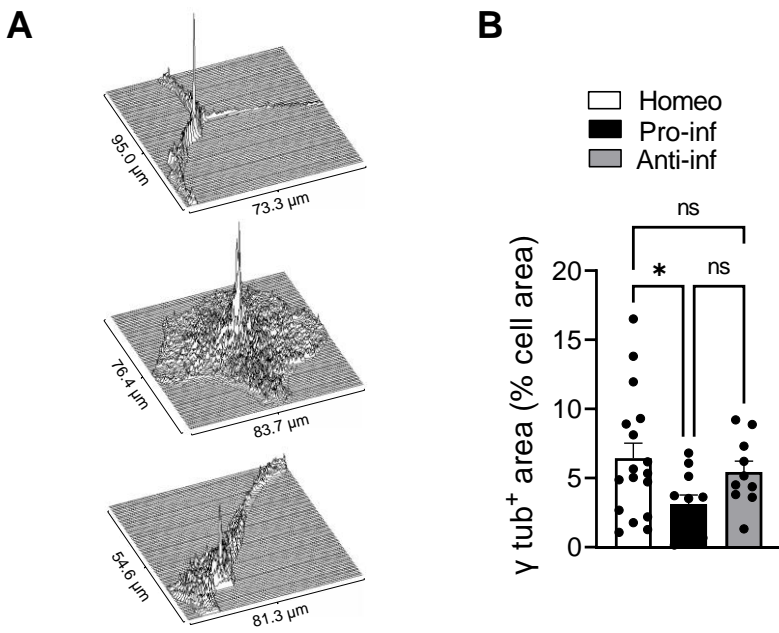 A
95.0 µm
73.3 µm
76.4 µm
83.7 µm
54.6 µm
81.3 µm
B
Homeo
Pro-inf
Anti-inf
ns
* ns
γ tub⁺ area (% cell area)
20
15
10
5
0